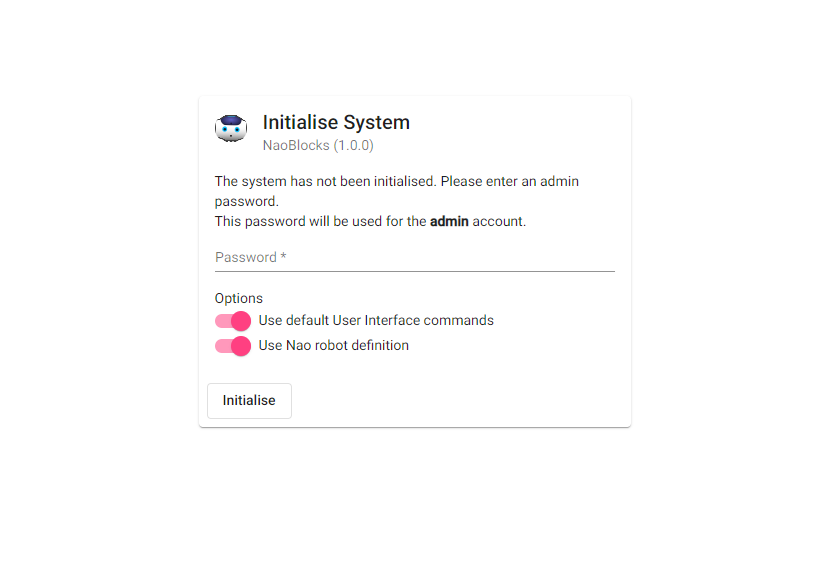 Initialise System
NaoBlocks (1.0.0)
The system has not been initialised. Please enter an admin
password.
This password will be used for the admin account.
Password *
Options
Use default User Interface commands
Use Nao robot definition
Initialise